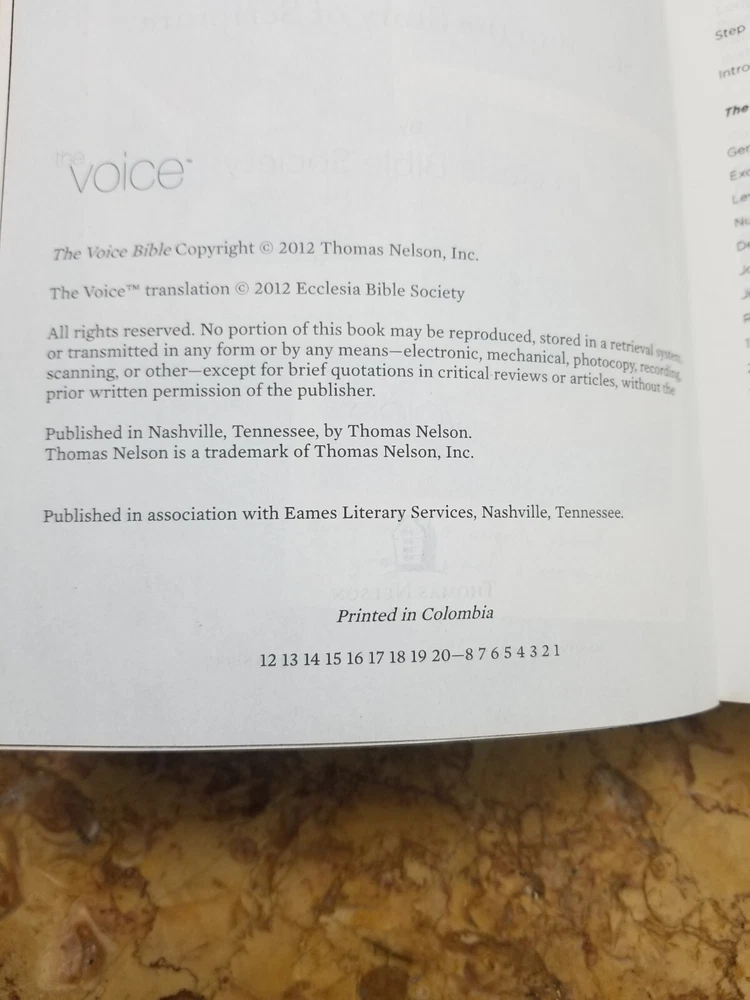 the
voice™
The Voice Bible Copyright © 2012 Thomas Nelson, Inc.
The Voice™ translation © 2012 Ecclesia Bible Society
All rights reserved. No portion of this book may be reproduced, stored in a retrieval system,
or transmitted in any form or by any means—electronic, mechanical, photocopy, recording,
scanning, or other—except for brief quotations in critical reviews or articles, without the
prior written permission of the publisher.
Published in Nashville, Tennessee, by Thomas Nelson.
Thomas Nelson is a trademark of Thomas Nelson, Inc.
Published in association with Eames Literary Services, Nashville, Tennessee.
Printed in Colombia
12 13 14 15 16 17 18 19 20—8 7 6 5 4 3 2 1
Step
The